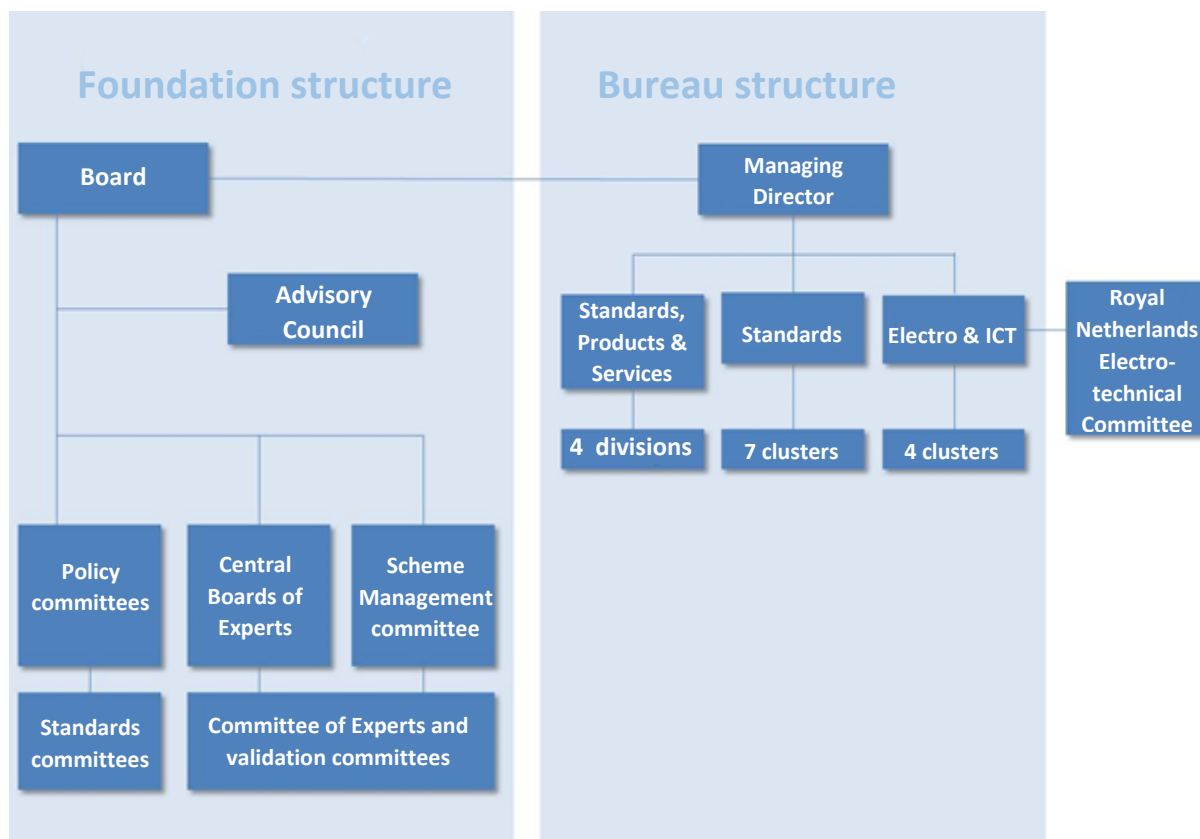 Foundation structure
Bureau structure
Board
Managing
Director
Advisory
Council
Standards,
Products &
Services
Standards
Electro & ICT
Royal
Netherlands
Electro-
technical
Committee
4 divisions
7 clusters
4 clusters
Policy
committees
Central
Boards of
Experts
Scheme
Management
committee
Standards
committees
Committee of Experts and
validation committees